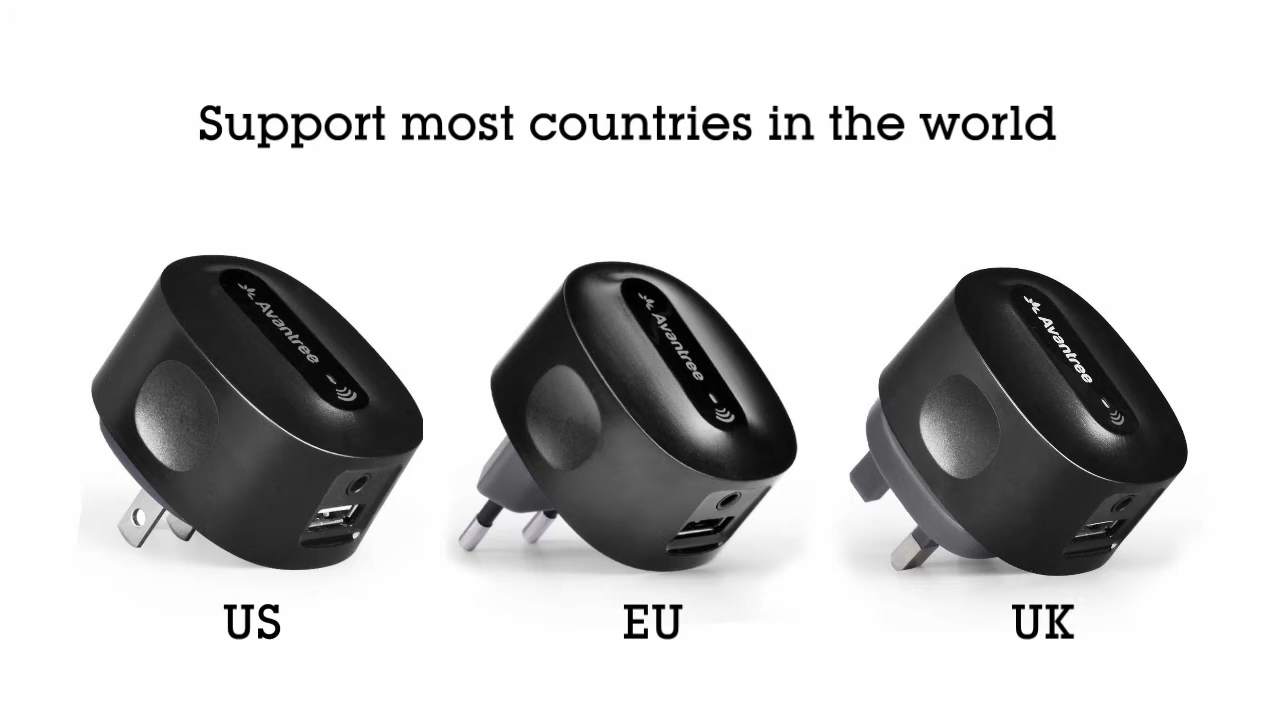 Support most countries in the world
Avantree
Avantree
Avantree
US
EU
UK